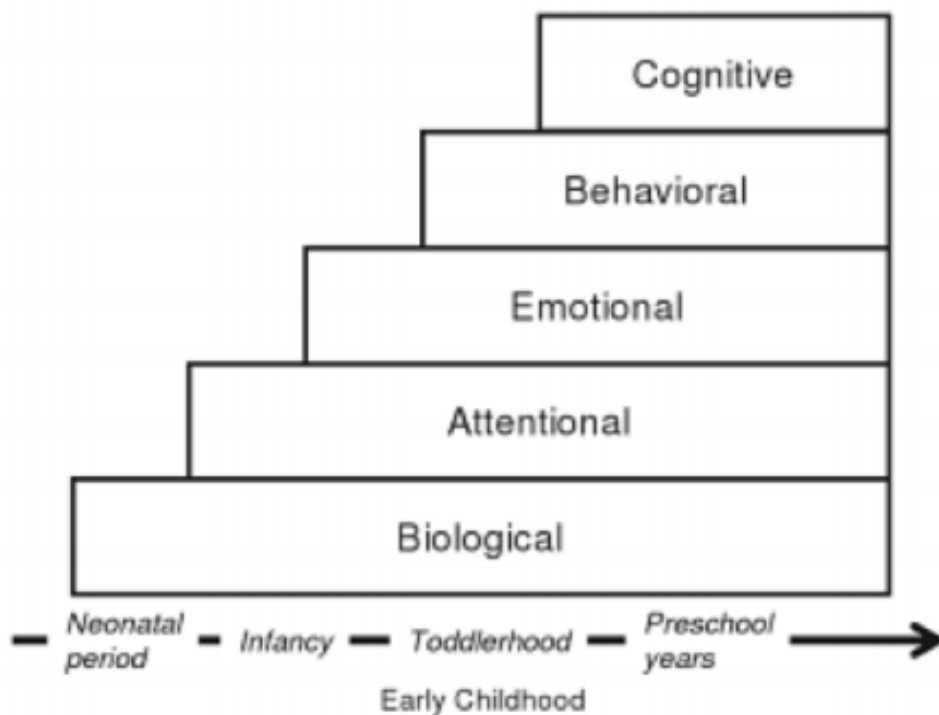 Cognitive
Behavioral
Emotional
Attentional
Biological
Neonatal period
Infancy
Toddlerhood
Preschool years
Early Childhood